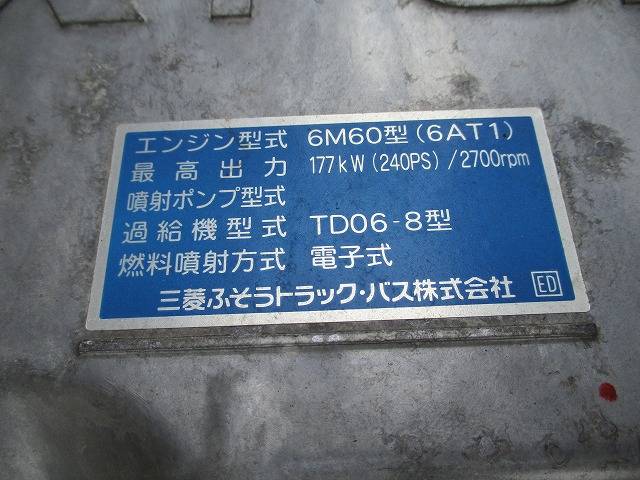 エンジン型式 6M60型(6AT1)
最高出力 177kW(240PS)/2700rpm
噴射ポンプ型式
過給機型式 TD06-8型
燃料噴射方式 電子式
三菱ふそうトラック・バス株式会社 ED